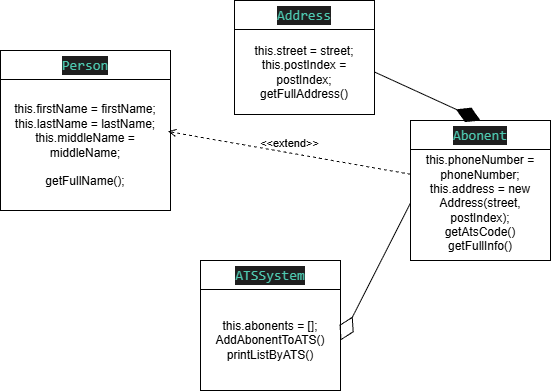 Address
this.street = street;
this.postIndex =
postIndex;
getFullAddress()
Person
this.firstName = firstName;
this.lastName = lastName;
this.middleName =
middleName;
getFullName();
<<extend>>
Abonent
this.phoneNumber =
phoneNumber;
this.address = new
Address(street,
postIndex);
getAtsCode()
getFullInfo()
ATSSystem
this.abonents = [];
AddAbonentToATS()
printListByATS()